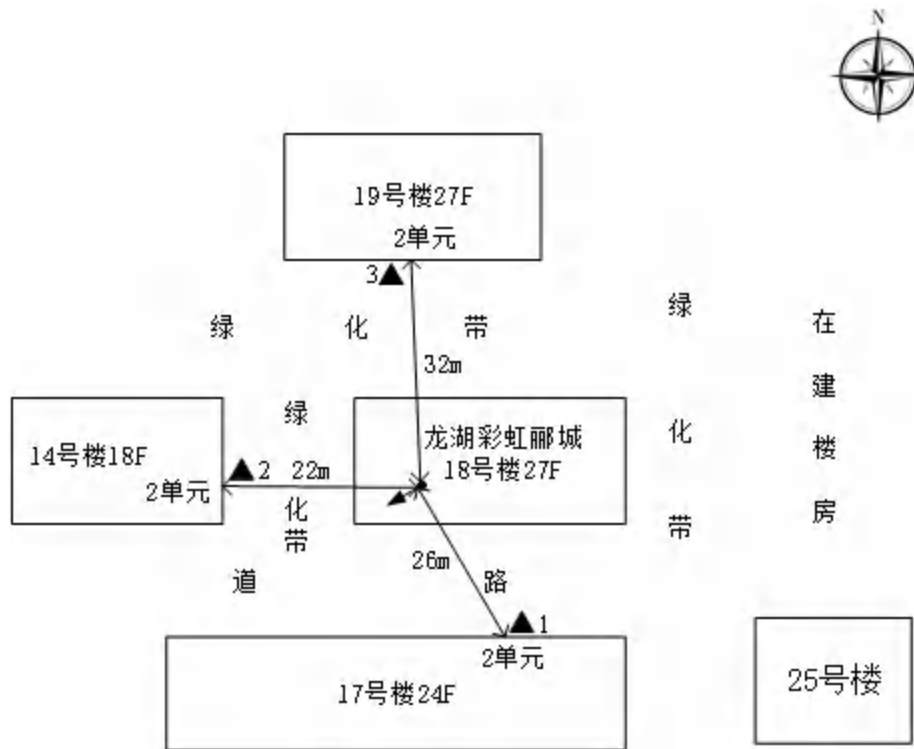 N
19号楼27F
2单元
3
绿 化 带
32m
绿化带
在建楼房
龙湖彩虹郦城
18号楼27F
14号楼18F
2单元
2
22m
绿化带
26m
道 路
1
2单元
17号楼24F
25号楼